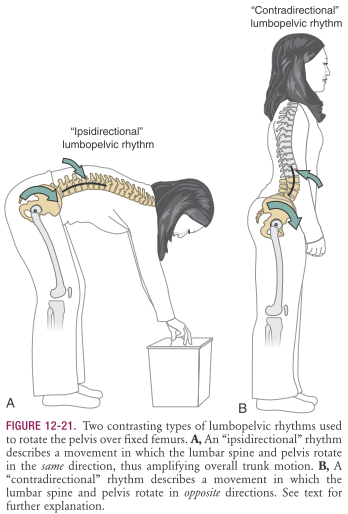 “Contradirectional”
lumbopelvic rhythm
“Ipsidirectional”
lumbopelvic rhythm
A
B
FIGURE 12-21. Two contrasting types of lumbopelvic rhythms used
to rotate the pelvis over fixed femurs. A, An “ipsidirectional” rhythm
describes a movement in which the lumbar spine and pelvis rotate
in the same direction, thus amplifying overall trunk motion. B, A
“contradirectional” rhythm describes a movement in which the
lumbar spine and pelvis rotate in opposite directions. See text for
further explanation.